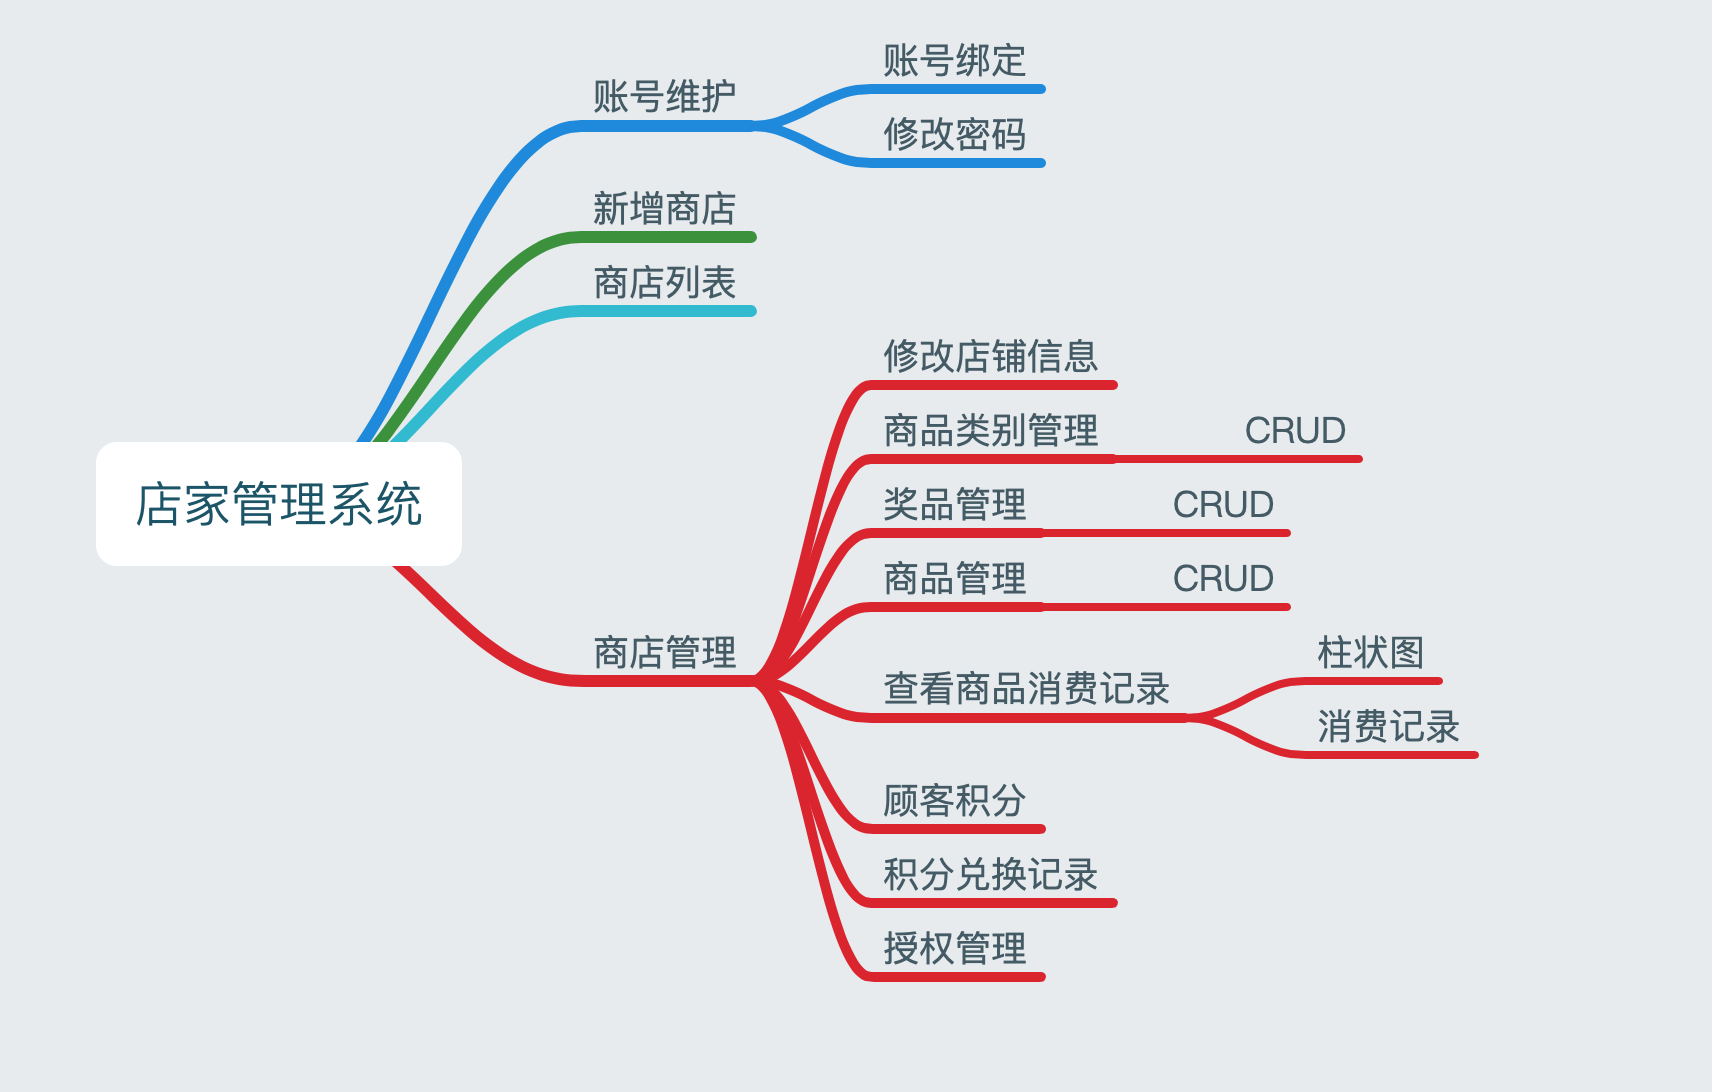 店家管理系统
账号维护
账号绑定
修改密码
新增商店
商店列表
商店管理
修改店铺信息
商品类别管理
CRUD
奖品管理
CRUD
商品管理
CRUD
查看商品消费记录
柱状图
消费记录
顾客积分
积分兑换记录
授权管理